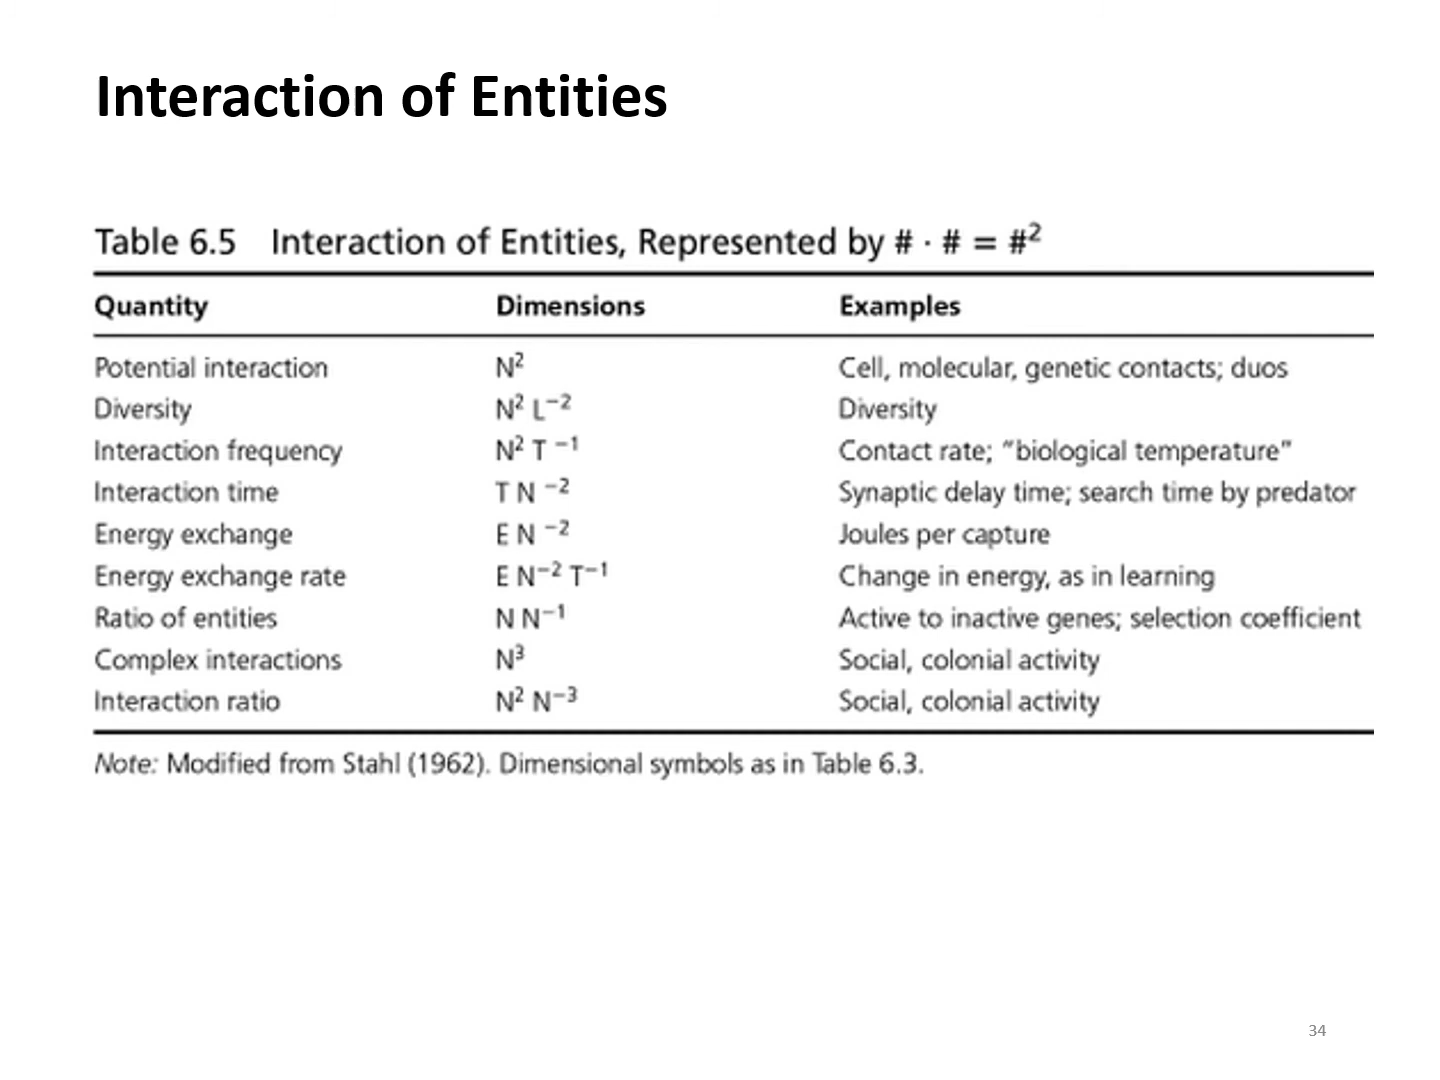 Interaction of Entities
Table 6.5 Interaction of Entities, Represented by # · # = #²
Quantity Dimensions Examples
Potential interaction N² Cell, molecular, genetic contacts; duos
Diversity N² L⁻² Diversity
Interaction frequency N² T ⁻¹ Contact rate; "biological temperature"
Interaction time T N ⁻² Synaptic delay time; search time by predator
Energy exchange E N ⁻² Joules per capture
Energy exchange rate E N⁻² T⁻¹ Change in energy, as in learning
Ratio of entities N N⁻¹ Active to inactive genes; selection coefficient
Complex interactions N³ Social, colonial activity
Interaction ratio N² N⁻³ Social, colonial activity
Note: Modified from Stahl (1962). Dimensional symbols as in Table 6.3.
34